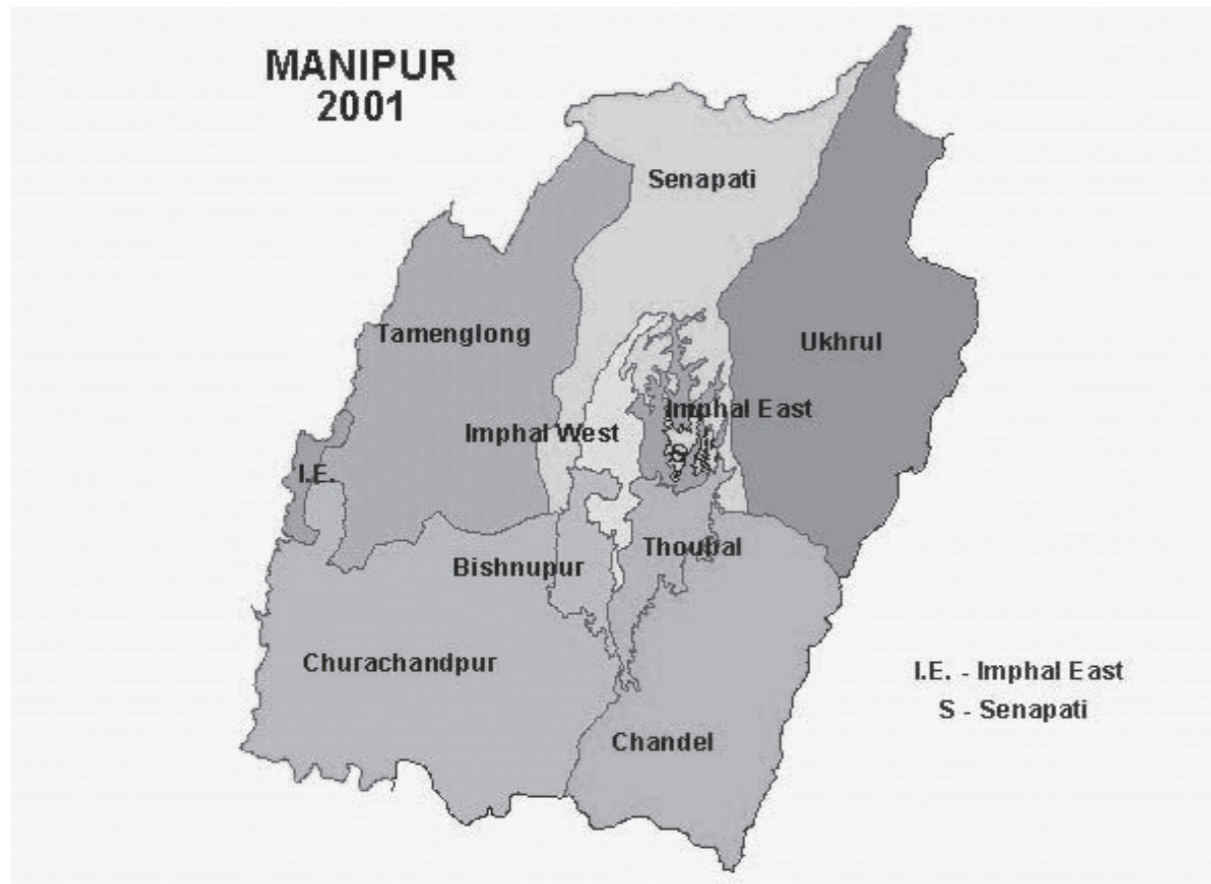 MANIPUR
2001
Senapati
Tamenglong
Ukhrul
Imphal East
Imphal West
S
I.E.
Thoubal
Bishnupur
Churachandpur
I.E. - Imphal East
S - Senapati
Chandel